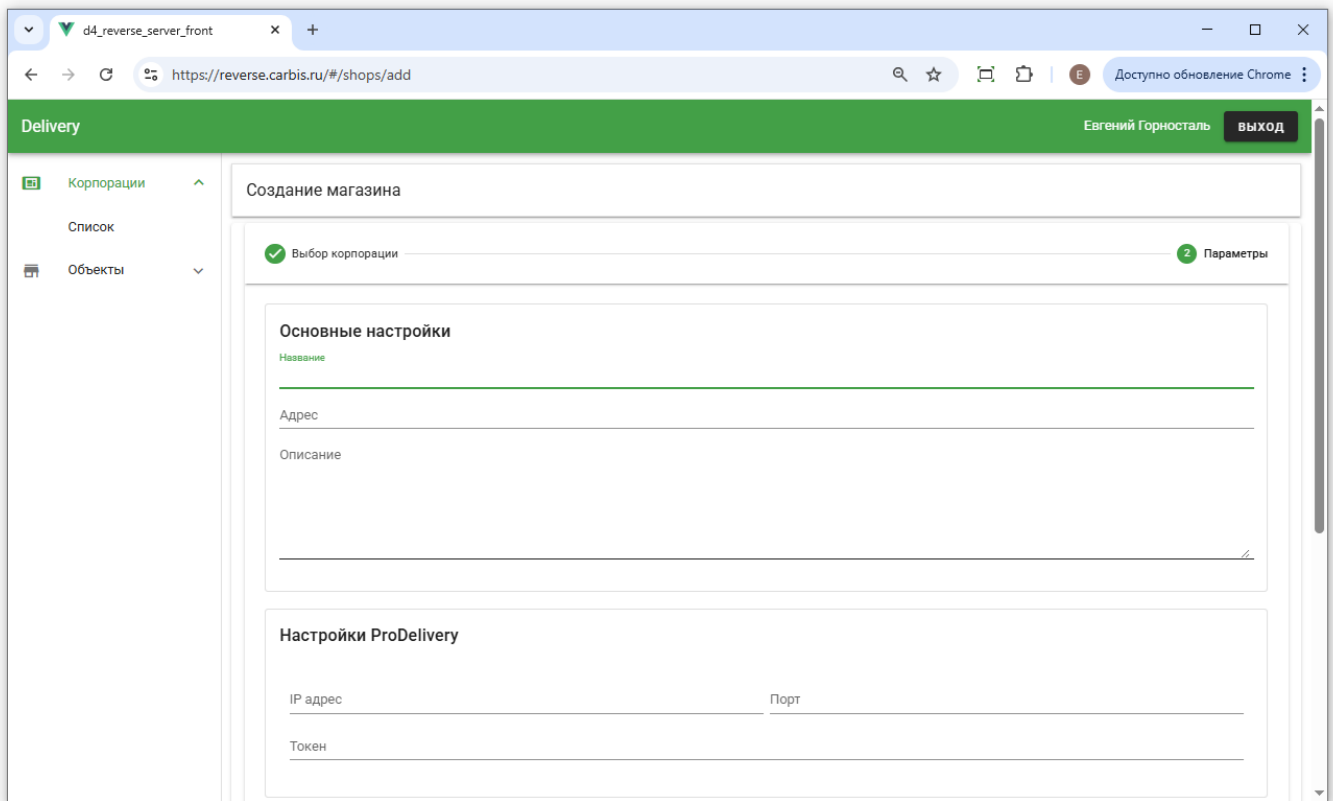 d4_reverse_server_front
https://reverse.carbis.ru/#/shops/add
E
Доступно обновление Chrome
Delivery
Евгений Горносталь
ВЫХОД
Корпорации
Список
Объекты
Создание магазина
Выбор корпорации
2 Параметры
Основные настройки
Название
Адрес
Описание
Настройки ProDelivery
IP адрес Порт
Токен